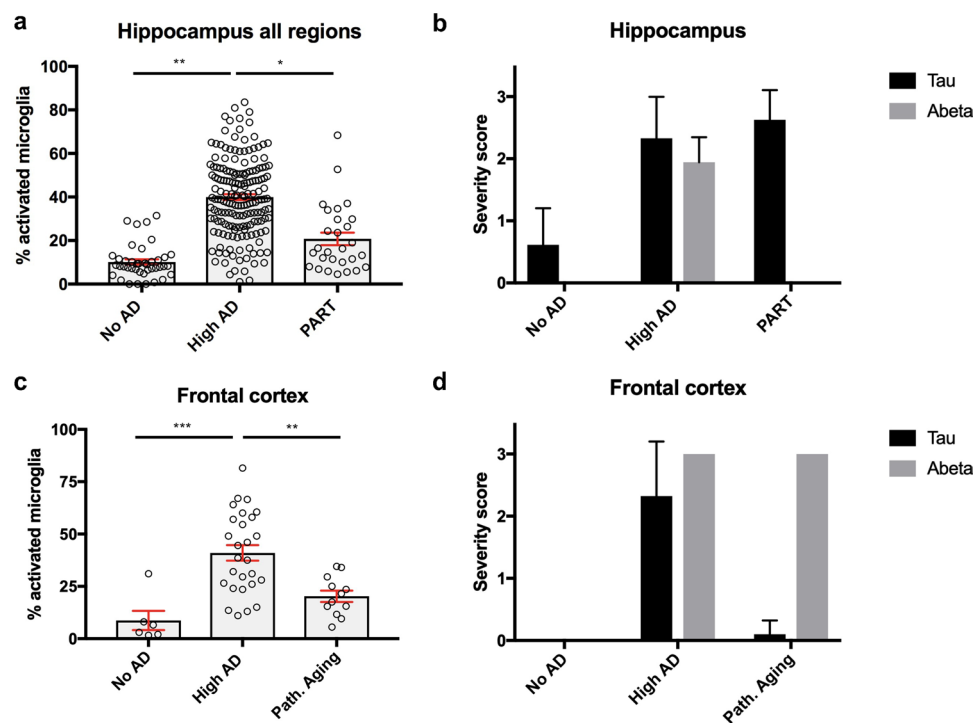 a
Hippocampus all regions
% activated microglia
100
80
60
40
20
0
**
*
No AD
High AD
PART
b
Hippocampus
Severity score
3
2
1
0
No AD
High AD
PART
Tau
Abeta
c
Frontal cortex
% activated microglia
100
75
50
25
0
***
**
No AD
High AD
Path. Aging
d
Frontal cortex
Severity score
3
2
1
0
No AD
High AD
Path. Aging
Tau
Abeta